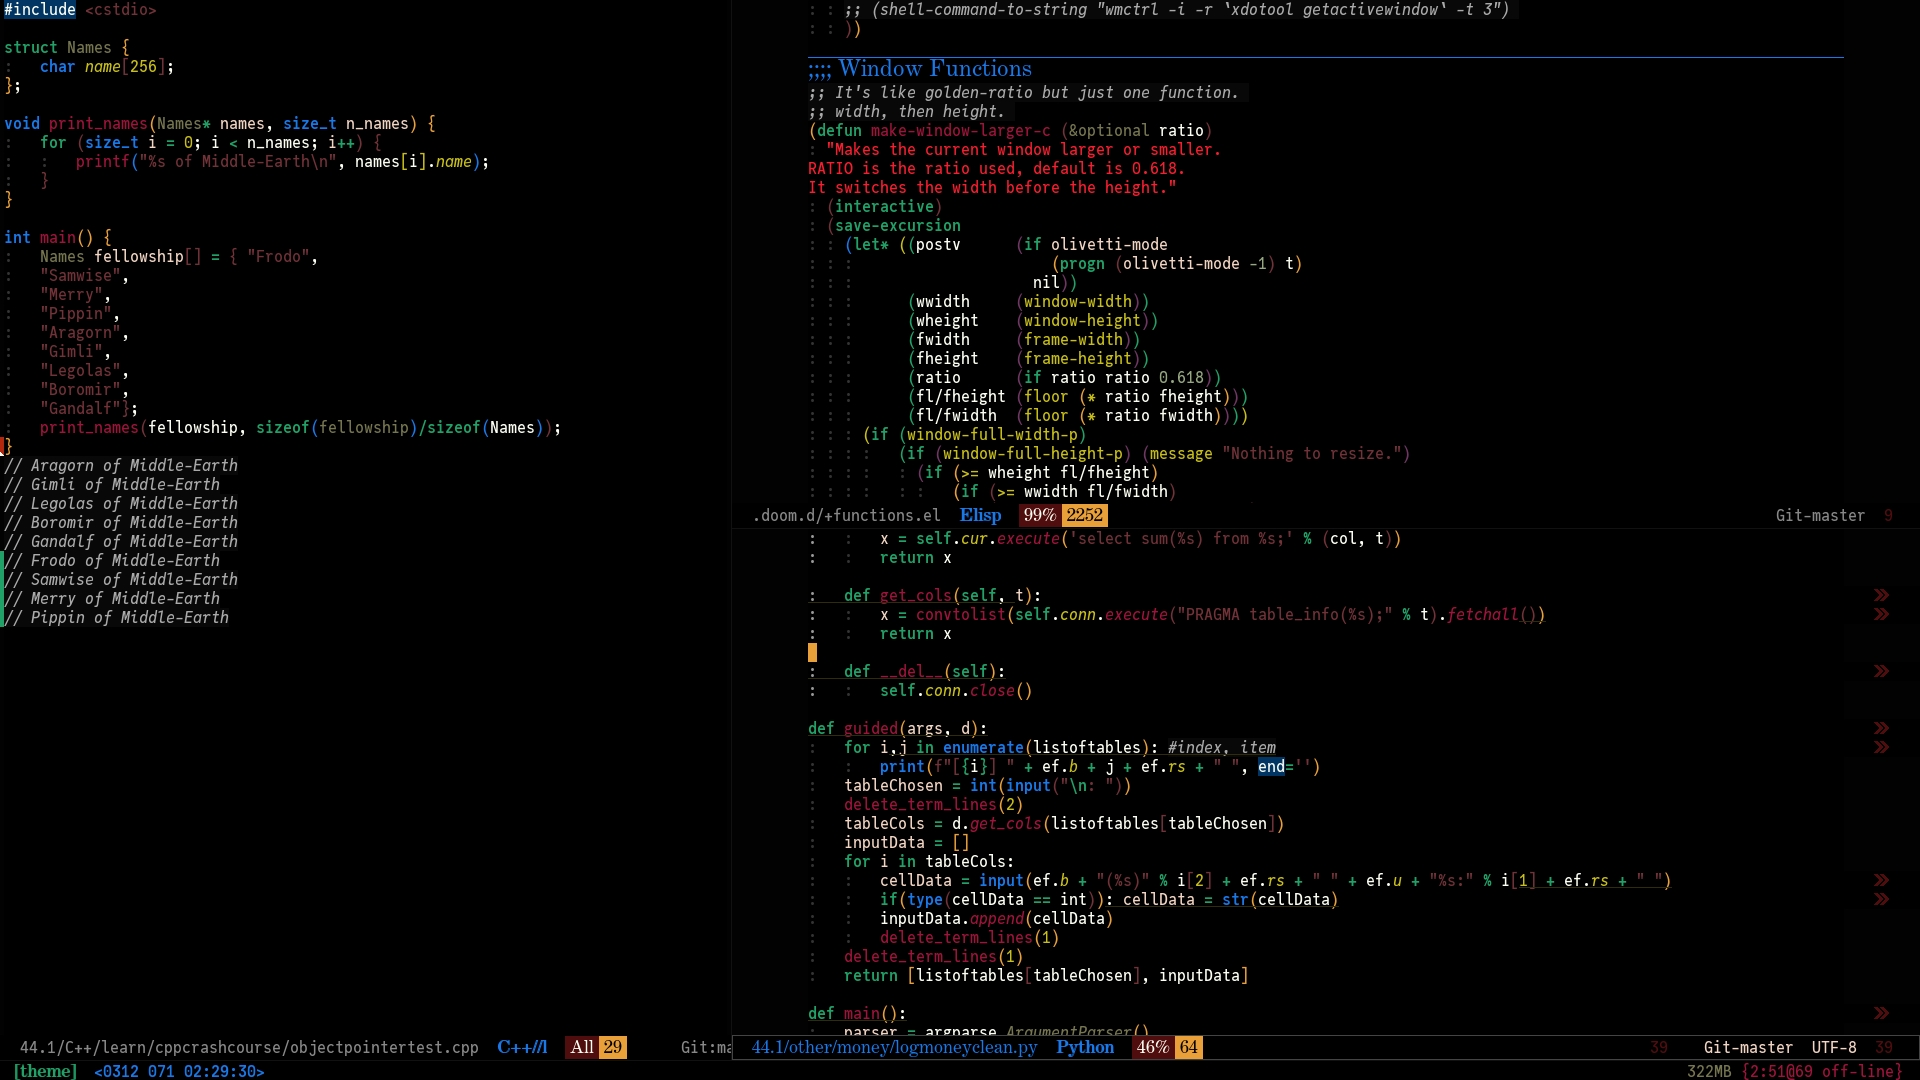 #include <cstdio>

struct Names {
:   char name[256];
};

void print_names(Names* names, size_t n_names) {
:   for (size_t i = 0; i < n_names; i++) {
:   :   printf("%s of Middle-Earth\n", names[i].name);
:   }
}

int main() {
:   Names fellowship[] = { "Frodo",
:   "Samwise",
:   "Merry",
:   "Pippin",
:   "Aragorn",
:   "Gimli",
:   "Legolas",
:   "Boromir",
:   "Gandalf"};
:   print_names(fellowship, sizeof(fellowship)/sizeof(Names));
}
// Aragorn of Middle-Earth
// Gimli of Middle-Earth
// Legolas of Middle-Earth
// Boromir of Middle-Earth
// Gandalf of Middle-Earth
// Frodo of Middle-Earth
// Samwise of Middle-Earth
// Merry of Middle-Earth
// Pippin of Middle-Earth
44.1/C++/learn/cppcrashcourse/objectpointertest.cpp  C++//l  All 29  Git:ma
: : ;; (shell-command-to-string "wmctrl -i -r `xdotool getactivewindow` -t 3")
: : ))

;;;; Window Functions
;; It's like golden-ratio but just one function.
;; width, then height.
(defun make-window-larger-c (&optional ratio)
: "Makes the current window larger or smaller.
RATIO is the ratio used, default is 0.618.
It switches the width before the height."
: (interactive)
: (save-excursion
: : (let* ((postv      (if olivetti-mode
: : :                      (progn (olivetti-mode -1) t)
: : :                    nil))
: : :      (wwidth     (window-width))
: : :      (wheight    (window-height))
: : :      (fwidth     (frame-width))
: : :      (fheight    (frame-height))
: : :      (ratio      (if ratio ratio 0.618))
: : :      (fl/fheight (floor (* ratio fheight)))
: : :      (fl/fwidth  (floor (* ratio fwidth))))
: : : (if (window-full-width-p)
: : : :   (if (window-full-height-p) (message "Nothing to resize.")
: : : :   : (if (>= wheight fl/fheight)
: : : :   : :   (if (>= wwidth fl/fwidth)
.doom.d/+functions.el  Elisp  99% 2252  Git-master  9
:   :   x = self.cur.execute('select sum(%s) from %s;' % (col, t))
:   :   return x

:   def get_cols(self, t):  »
:   :   x = convtolist(self.conn.execute("PRAGMA table_info(%s);" % t).fetchall())  »
:   :   return x

:   def __del__(self):  »
:   :   self.conn.close()

def guided(args, d):  »
:   for i,j in enumerate(listoftables): #index, item  »
:   :   print(f"[{i}] " + ef.b + j + ef.rs + " ", end='')
:   tableChosen = int(input("\n: "))
:   delete_term_lines(2)
:   tableCols = d.get_cols(listoftables[tableChosen])
:   inputData = []
:   for i in tableCols:
:   :   cellData = input(ef.b + "(%s)" % i[2] + ef.rs + " " + ef.u + "%s:" % i[1] + ef.rs + " ")  »
:   :   if(type(cellData == int)): cellData = str(cellData)  »
:   :   inputData.append(cellData)
:   :   delete_term_lines(1)
:   delete_term_lines(1)
:   return [listoftables[tableChosen], inputData]

def main():  »
:   parser = argparse.ArgumentParser()
44.1/other/money/logmoneyclean.py  Python  46% 64  39  Git-master  UTF-8  39
[theme]  <0312 071 02:29:30>  322MB {2:51@69 off-line}